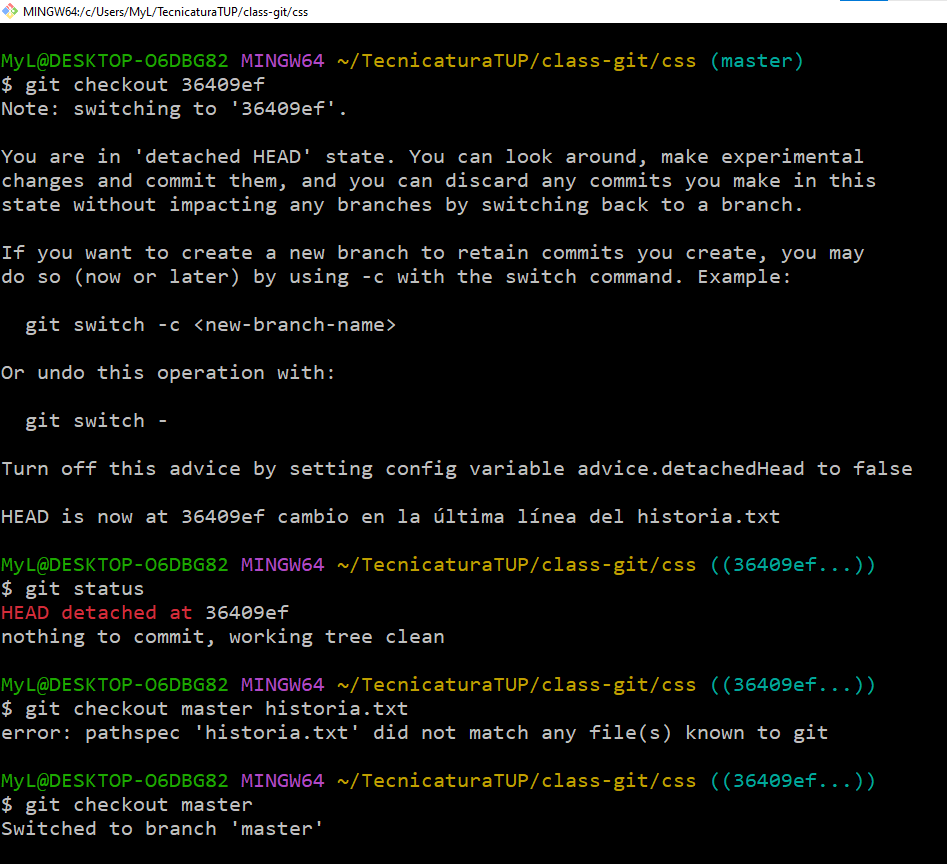 MINGW64:/c/Users/MyL/TecnicaturaTUP/class-git/css
MyL@DESKTOP-O6DBG82 MINGW64 ~/TecnicaturaTUP/class-git/css (master)
$ git checkout 36409ef
Note: switching to '36409ef'.
You are in 'detached HEAD' state. You can look around, make experimental
changes and commit them, and you can discard any commits you make in this
state without impacting any branches by switching back to a branch.
If you want to create a new branch to retain commits you create, you may
do so (now or later) by using -c with the switch command. Example:
git switch -c <new-branch-name>
Or undo this operation with:
git switch -
Turn off this advice by setting config variable advice.detachedHead to false
HEAD is now at 36409ef cambio en la última línea del historia.txt
MyL@DESKTOP-O6DBG82 MINGW64 ~/TecnicaturaTUP/class-git/css ((36409ef...))
$ git status
HEAD detached at 36409ef
nothing to commit, working tree clean
MyL@DESKTOP-O6DBG82 MINGW64 ~/TecnicaturaTUP/class-git/css ((36409ef...))
$ git checkout master historia.txt
error: pathspec 'historia.txt' did not match any file(s) known to git
MyL@DESKTOP-O6DBG82 MINGW64 ~/TecnicaturaTUP/class-git/css ((36409ef...))
$ git checkout master
Switched to branch 'master'